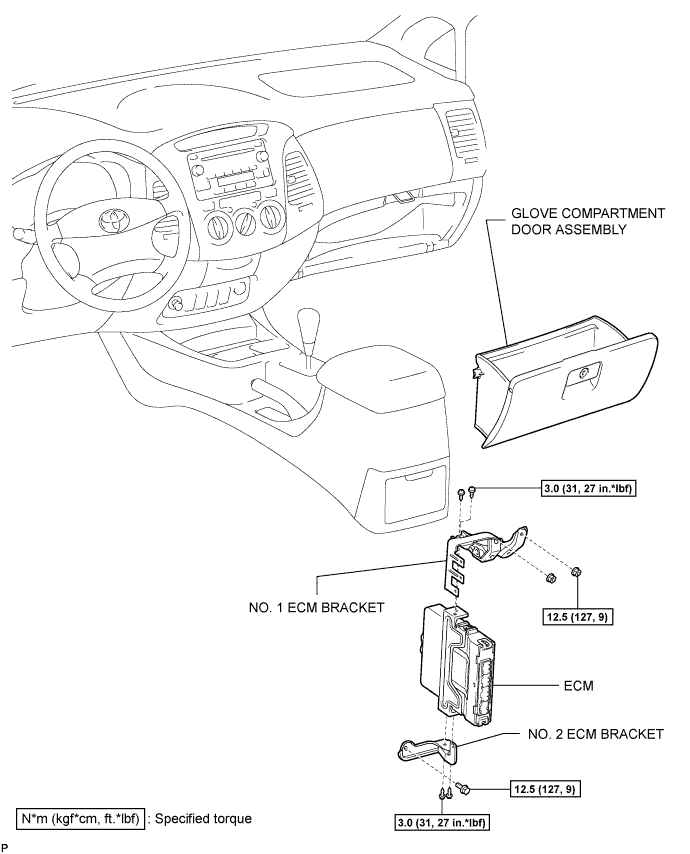 GLOVE COMPARTMENT
DOOR ASSEMBLY
3.0 (31, 27 in.*lbf)
NO. 1 ECM BRACKET
12.5 (127, 9)
ECM
NO. 2 ECM BRACKET
12.5 (127, 9)
N*m (kgf*cm, ft.*lbf) : Specified torque
3.0 (31, 27 in.*lbf)
P